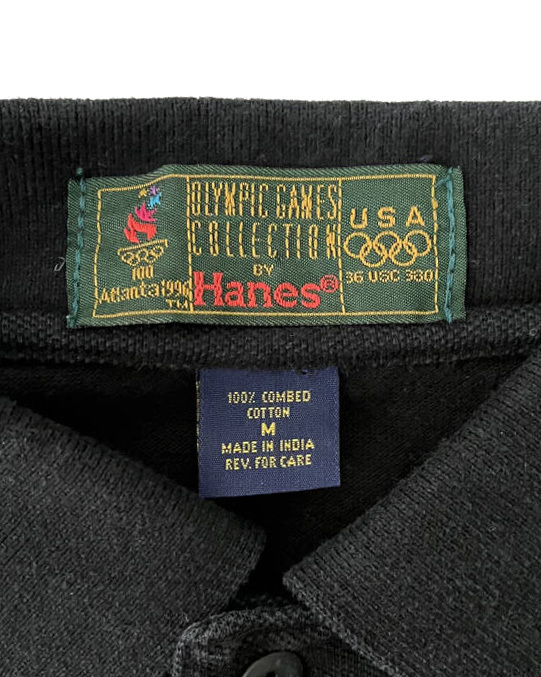 OLYMPIC GAMES
COLLECTION
BY
Hanes®
100
Atlanta 1996
TM
USA
36 USC 380
100% COMBED
COTTON
M
MADE IN INDIA
REV. FOR CARE